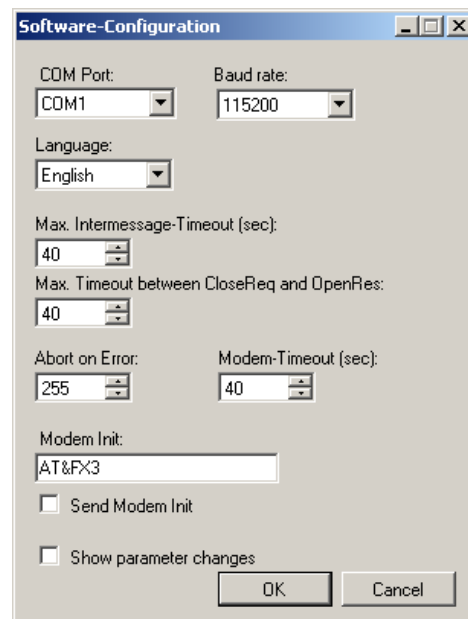 Software-Configuration
COM Port: Baud rate:
COM1 115200
Language:
English
Max. Intermessage-Timeout (sec):
40
Max. Timeout between CloseReq and OpenRes:
40
Abort on Error: Modem-Timeout (sec):
255 40
Modem Init:
AT&FX3
Send Modem Init
Show parameter changes
OK Cancel